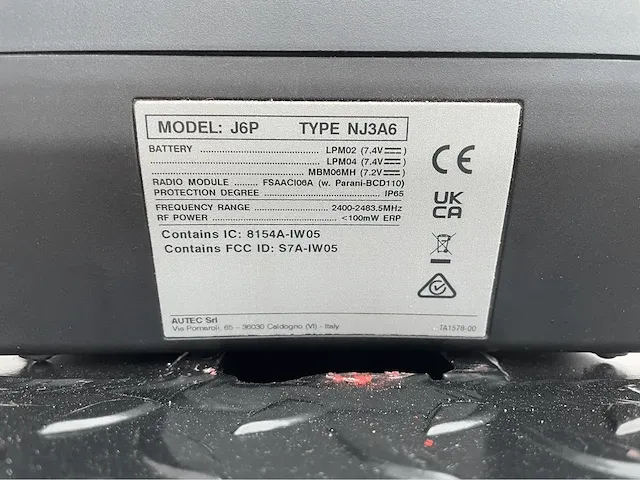 MODEL: J6P TYPE NJ3A6
BATTERY LPM02 (7.4V⎓)
LPM04 (7.4V⎓)
MBM06MH (7.2V⎓)
RADIO MODULE FSAACI06A (w. Parani-BCD110)
PROTECTION DEGREE IP65
FREQUENCY RANGE 2400-2483.5MHz
RF POWER <100mW ERP
Contains IC: 8154A-IW05
Contains FCC ID: S7A-IW05
CE
UK
CA
AUTEC Srl
Via Pomaroli, 65 - 36030 Caldogno (VI) - Italy
TA1578-00